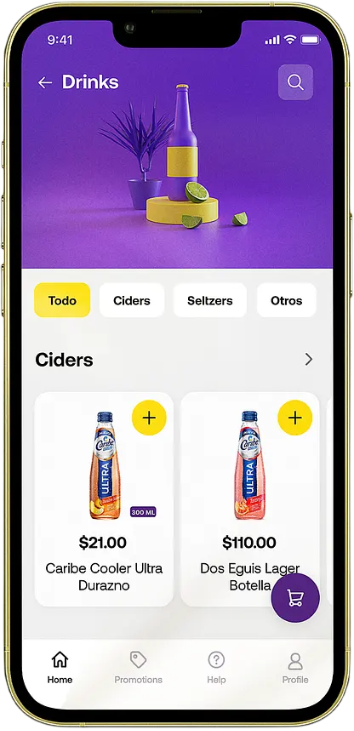 9:41
Drinks
Todo
Ciders
Seltzers
Otros
Ciders
Caribe
ULTRA
300 ML
Caribe
ULTRA
$21.00
$110.00
Caribe Cooler Ultra
Durazno
Dos Eguis Lager
Botella
Home
Promotions
Help
Profile